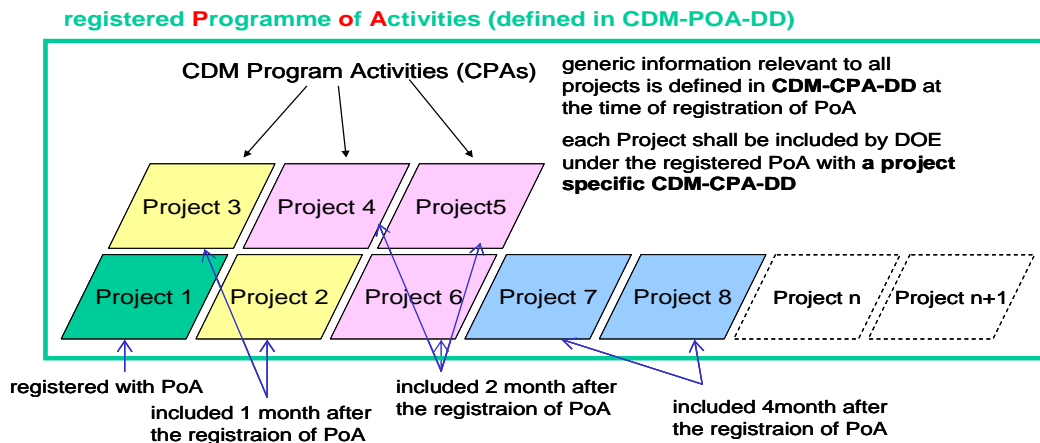 registered Programme of Activities (defined in CDM-POA-DD)
CDM Program Activities (CPAs)
generic information relevant to all
projects is defined in CDM-CPA-DD at
the time of registration of PoA
each Project shall be included by DOE
under the registered PoA with a project
specific CDM-CPA-DD
Project 3
Project 4
Project5
Project 1
Project 2
Project 6
Project 7
Project 8
Project n
Project n+1
registered with PoA
included 1 month after
the registraion of PoA
included 2 month after
the registraion of PoA
included 4month after
the registraion of PoA